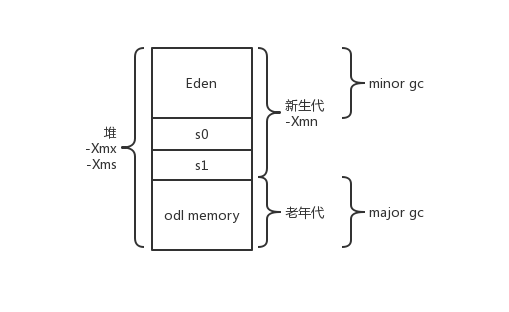 Eden
s0
s1
odl memory
堆
-Xmx
-Xms
新生代
-Xmn
老年代
minor gc
major gc